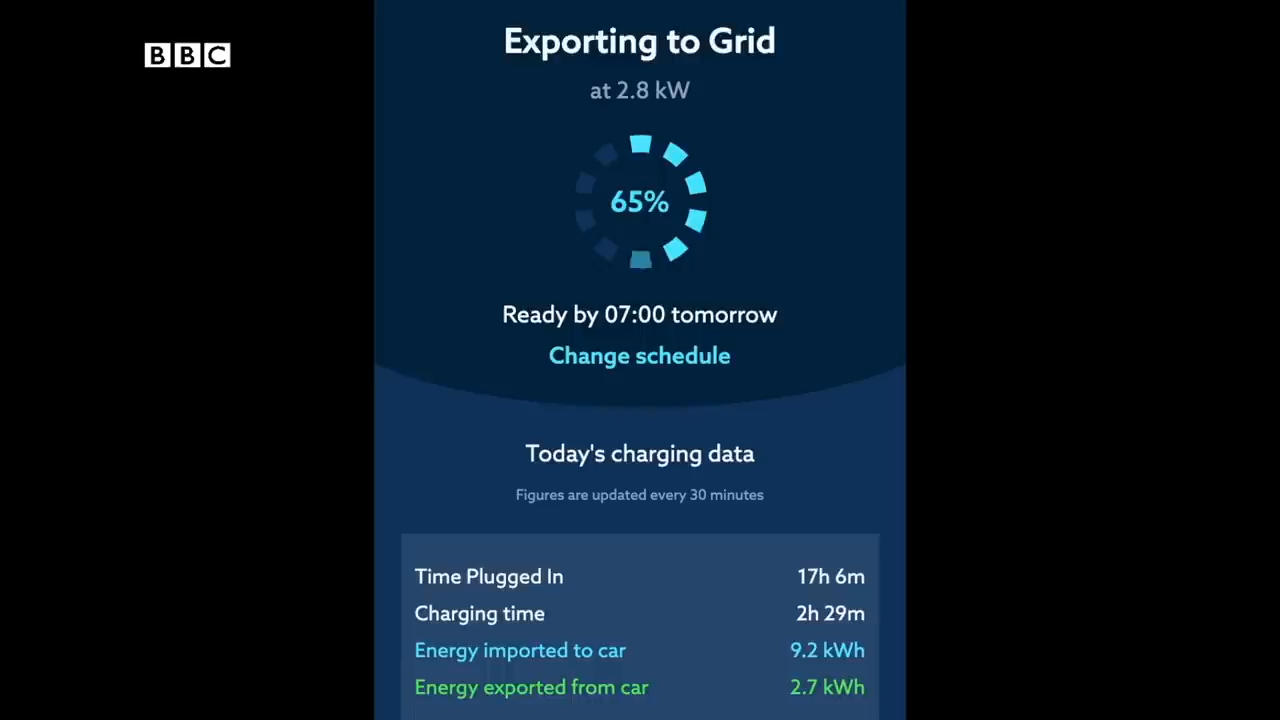 BBC
Exporting to Grid
at 2.8 kW
65%
Ready by 07:00 tomorrow
Change schedule
Today's charging data
Figures are updated every 30 minutes
Time Plugged In 17h 6m
Charging time 2h 29m
Energy imported to car 9.2 kWh
Energy exported from car 2.7 kWh